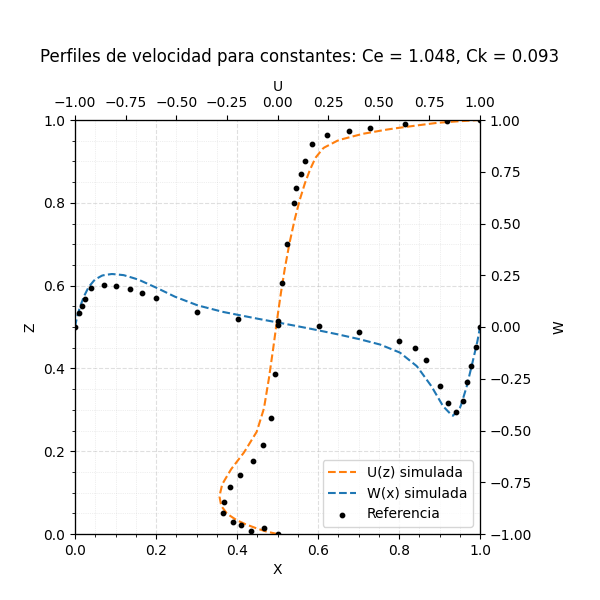 Perfiles de velocidad para constantes: Ce = 1.048, Ck = 0.093
U
−1.00 −0.75 −0.50 −0.25 0.00 0.25 0.50 0.75 1.00
1.0 1.00
0.75
0.8
0.50
0.6 0.25
Z 0.00 W
0.4
−0.25
0.2 −0.50
−0.75
0.0 −1.00
U(z) simulada
W(x) simulada
Referencia
0.0 0.2 0.4 0.6 0.8 1.0
X